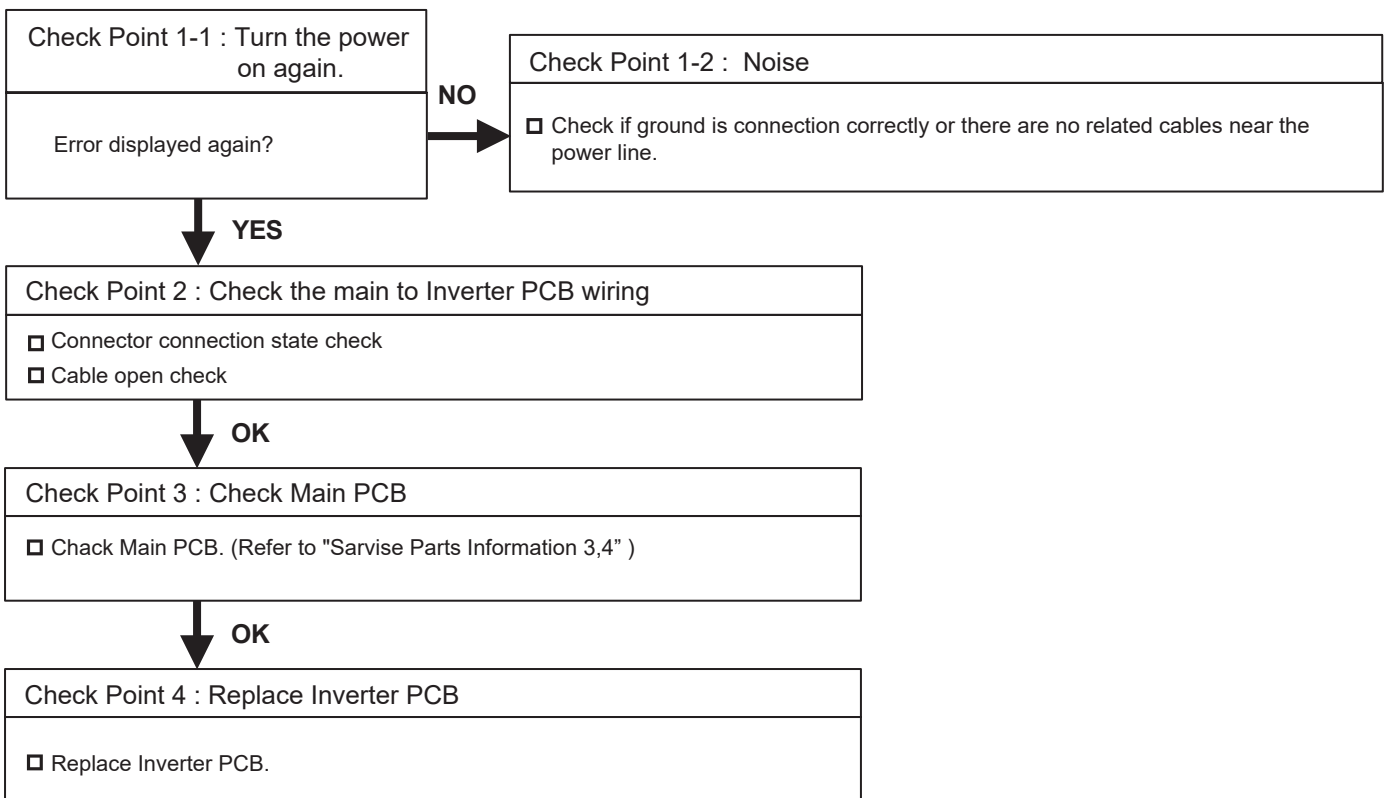 Check Point 1-1 : Turn the power
on again.
Error displayed again?
NO
Check Point 1-2 :  Noise
Check if ground is connection correctly or there are no related cables near the
power line.
YES
Check Point 2 : Check the main to Inverter PCB wiring
Connector connection state check
Cable open check
OK
Check Point 3 : Check Main PCB
Chack Main PCB. (Refer to "Sarvise Parts Information 3,4” )
OK
Check Point 4 : Replace Inverter PCB
Replace Inverter PCB.